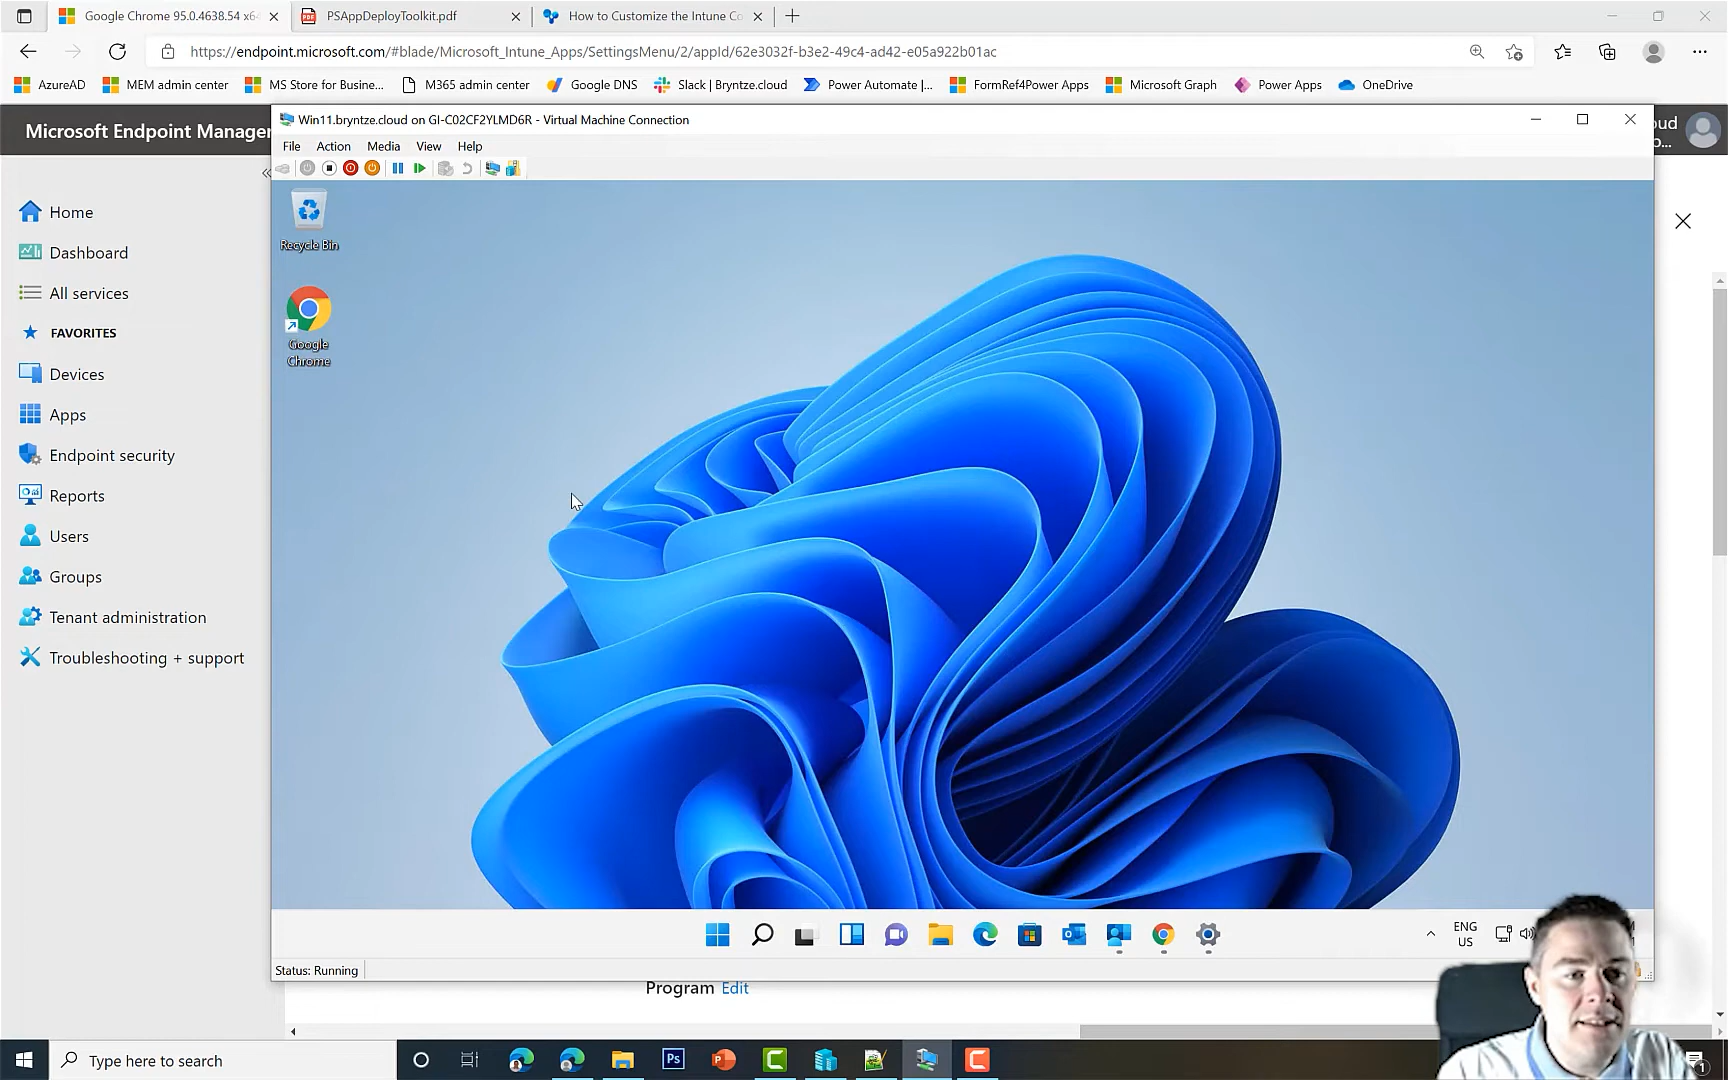 Google Chrome 95.0.4638.54 x64
PSAppDeployToolkit.pdf
How to Customize the Intune Co
https://endpoint.microsoft.com/#blade/Microsoft_Intune_Apps/SettingsMenu/2/appId/62e3032f-b3e2-49c4-ad42-e05a922b01ac
AzureAD
MEM admin center
MS Store for Busine...
M365 admin center
Google DNS
Slack | Bryntze.cloud
Power Automate |...
FormRef4Power Apps
Microsoft Graph
Power Apps
OneDrive
Microsoft Endpoint Manager
oud
p...
Win11.bryntze.cloud on GI-C02CF2YLMD6R - Virtual Machine Connection
File
Action
Media
View
Help
Home
Dashboard
All services
FAVORITES
Devices
Apps
Endpoint security
Reports
Users
Groups
Tenant administration
Troubleshooting + support
Recycle Bin
Google
Chrome
ENG
US
Status: Running
Program Edit
Type here to search
Ps
1